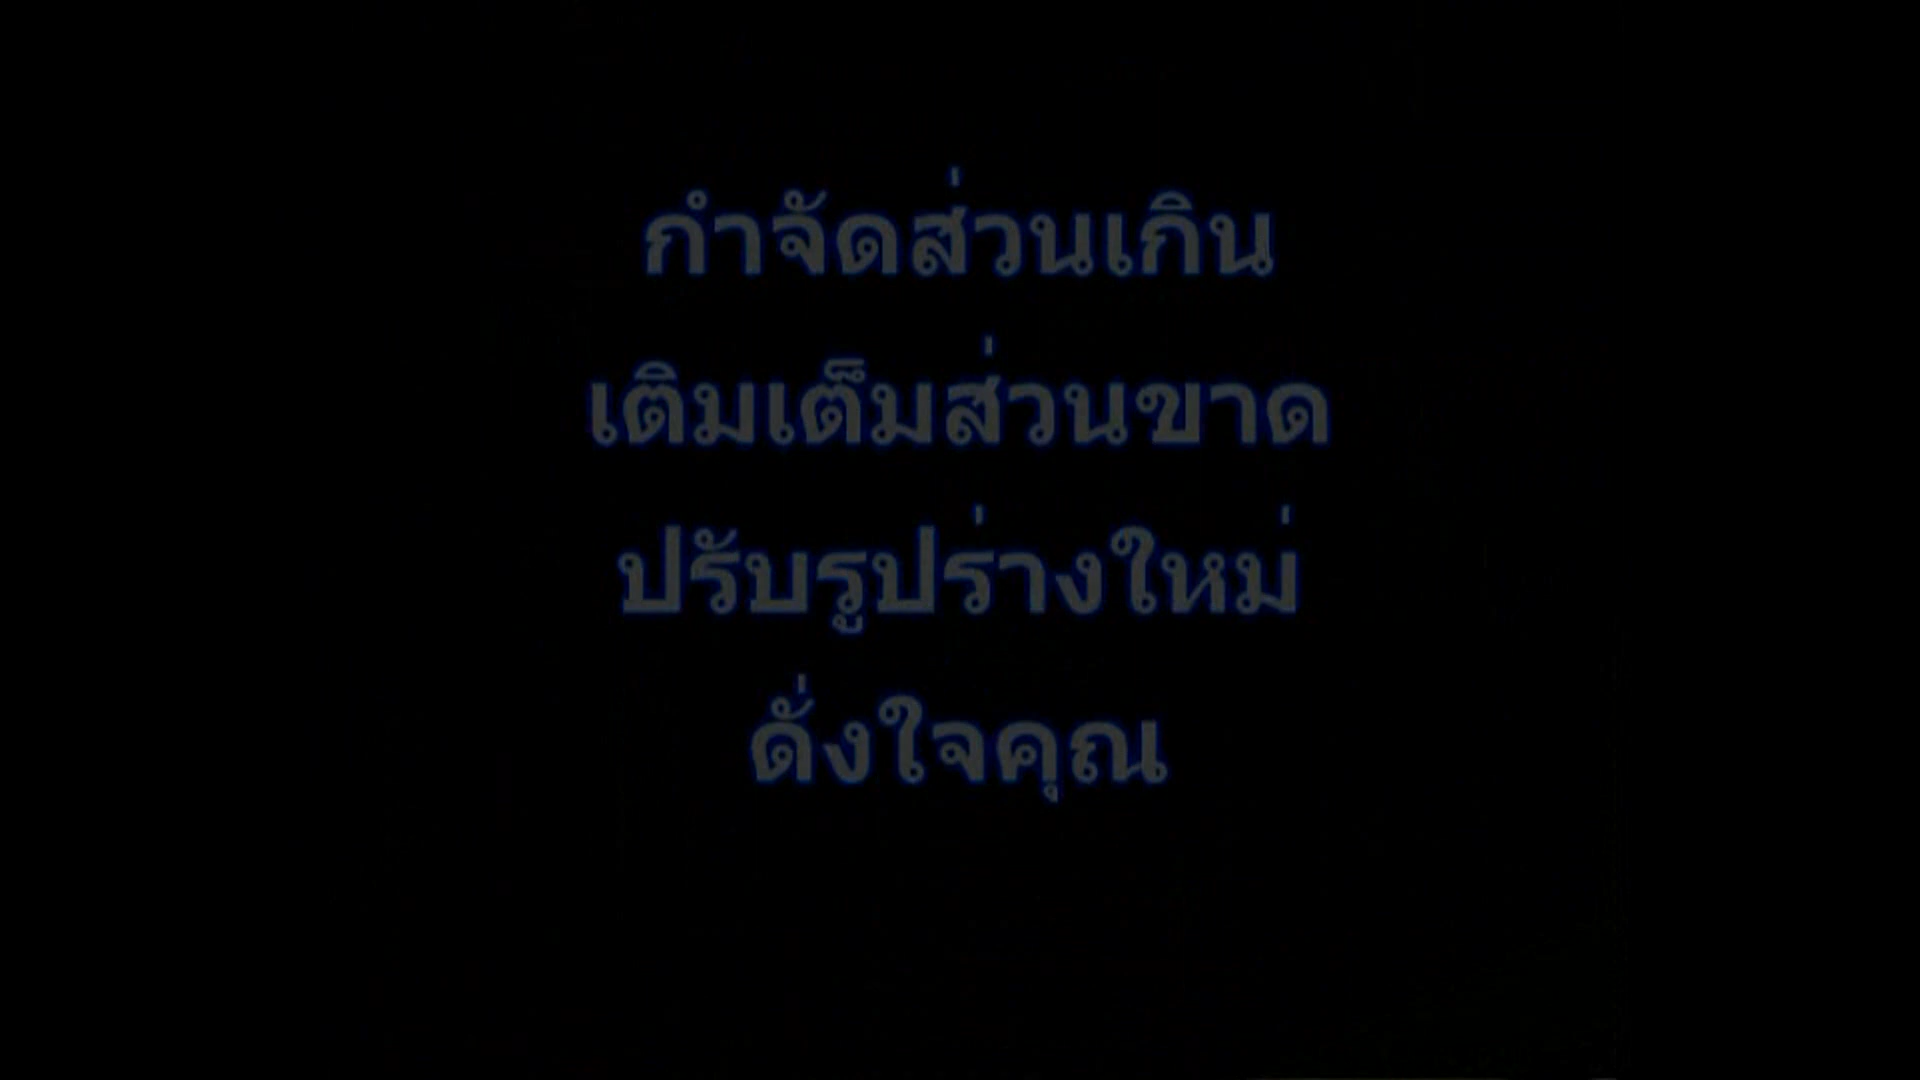 กำจัดส่วนเกิน
เติมเต็มส่วนขาด
ปรับรูปร่างใหม่
ดั่งใจคุณ